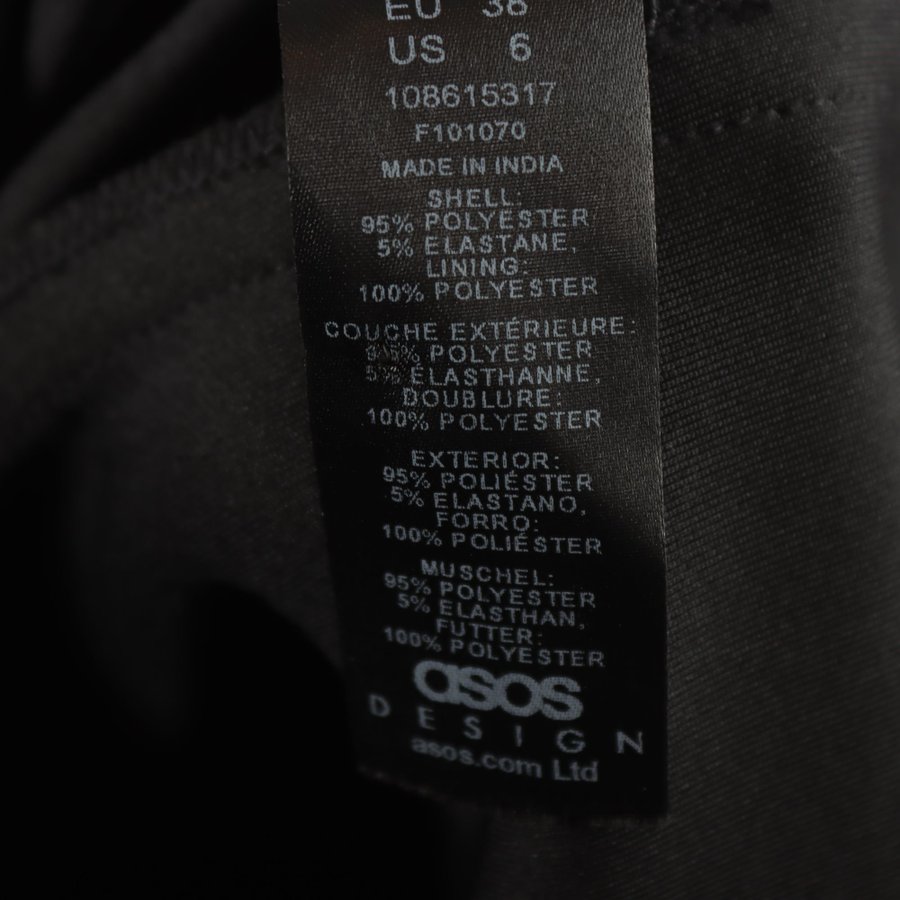 EU 38
US 6
108615317
F101070
MADE IN INDIA
SHELL:
95% POLYESTER
5% ELASTANE,
LINING:
100% POLYESTER
COUCHE EXTÉRIEURE:
95% POLYESTER
5% ÉLASTHANNE,
DOUBLURE:
100% POLYESTER
EXTERIOR:
95% POLIÉSTER
5% ELASTANO,
FORRO:
100% POLIÉSTER
MUSCHEL:
95% POLYESTER
5% ELASTHAN,
FUTTER:
100% POLYESTER
asos
DESIGN
asos.com Ltd